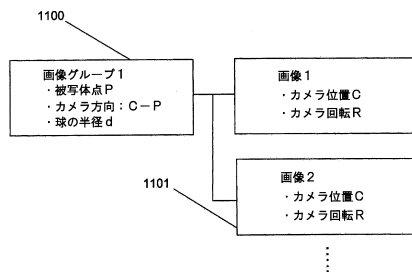 1100
画像グループ1
・被写体点P
・カメラ方向：C－P
・球の半径d
画像1
・カメラ位置C
・カメラ回転R
1101
画像2
・カメラ位置C
・カメラ回転R